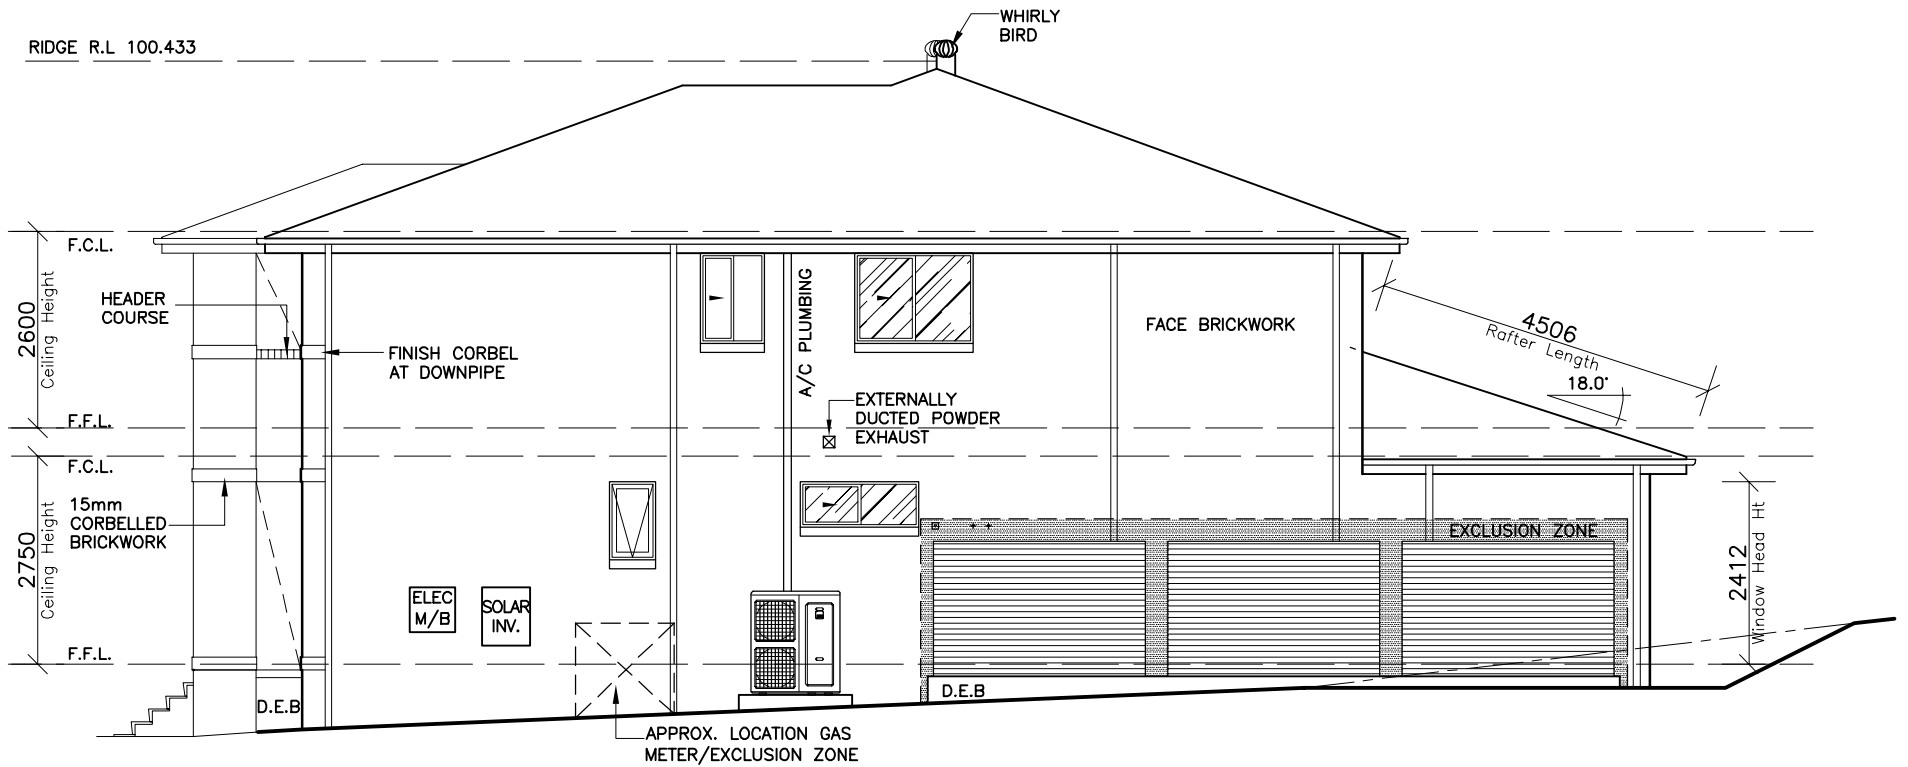 WHIRLY
BIRD
RIDGE R.L 100.433
F.C.L.
2600
Ceiling Height
HEADER
COURSE
FINISH CORBEL
AT DOWNPIPE
A/C PLUMBING
FACE BRICKWORK
4506
Rafter Length
18.0°
EXTERNALLY
DUCTED POWDER
EXHAUST
F.F.L.
F.C.L.
2750
Ceiling Height
15mm
CORBELLED
BRICKWORK
EXCLUSION ZONE
2412
Window Head Ht
ELEC
M/B
SOLAR
INV.
F.F.L.
D.E.B
D.E.B
APPROX. LOCATION GAS
METER/EXCLUSION ZONE